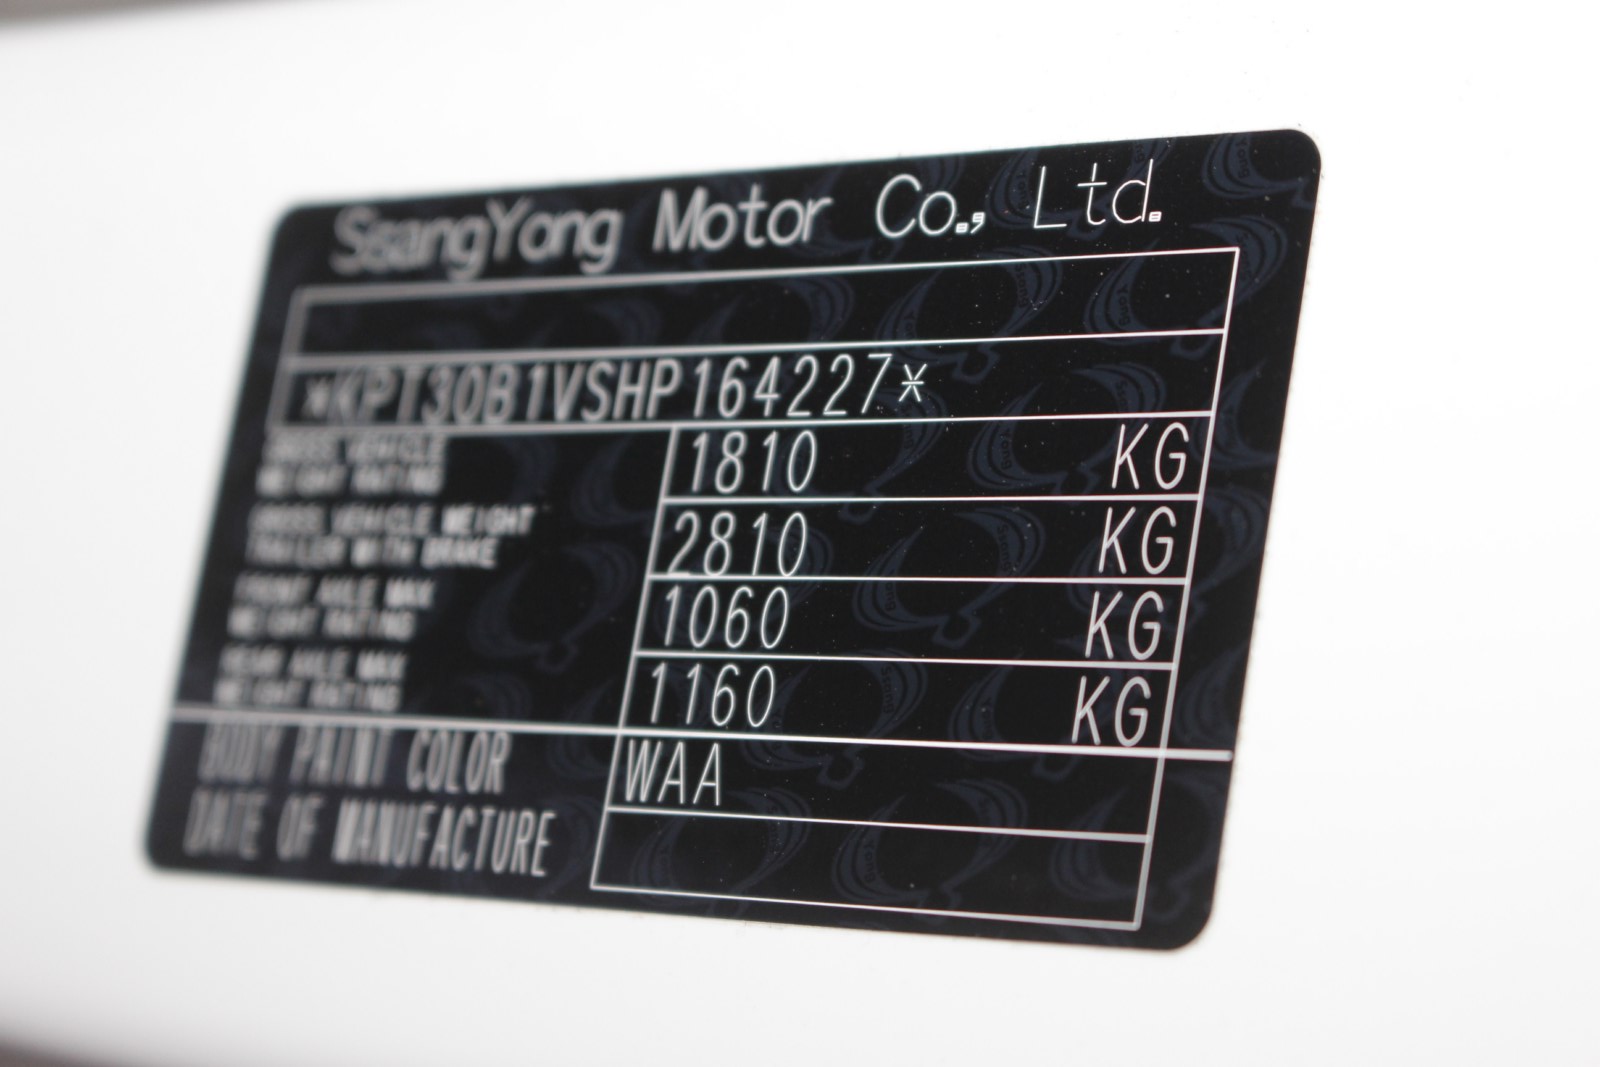 SsangYong Motor Co., Ltd.
*KPT30B1VSHP164227*
GROSS VEHICLE
WEIGHT RATING
1810 KG
GROSS VEHICLE WEIGHT
TRAILER WITH BRAKE
2810 KG
FRONT AXLE MAX
WEIGHT RATING
1060 KG
REAR AXLE MAX
WEIGHT RATING
1160 KG
BODY PAINT COLOR WAA
DATE OF MANUFACTURE